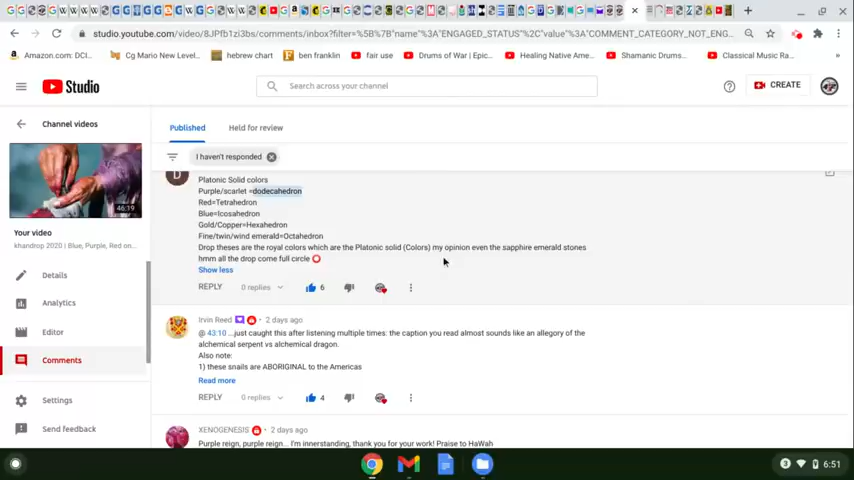 studio.youtube.com/video/8JPfb1zi3bs/comments/inbox?filter=%5B%7B"name"%3A"ENGAGED_STATUS"%2C"value"%3A"COMMENT_CATEGORY_NOT_ENG...
Amazon.com: DCI...
Cg Mario New Level...
hebrew chart
ben franklin
fair use
Drums of War | Epic...
Healing Native Ame...
Shamanic Drums...
Classical Music Ra...
Studio
Search across your channel
CREATE
Channel videos
Published
Held for review
I haven't responded
46:19
Your video
khandrop 2020 | Blue, Purple, Red on...
Details
Analytics
Editor
Comments
Settings
Send feedback
D
Platonic Solid colors
Purple/scarlet =dodecahedron
Red=Tetrahedron
Blue=Icosahedron
Gold/Copper=Hexahedron
Fine/twin/wind emerald=Octahedron
Drop theses are the royal colors which are the Platonic solid (Colors) my opinion even the sapphire emerald stones
hmm all the drop come full circle
Show less
REPLY 0 replies 6
Irvin Reed 2 days ago
@ 43:10 ...just caught this after listening multiple times: the caption you read almost sounds like an allegory of the
alchemical serpent vs alchemical dragon.
Also note:
1) these snails are ABORIGINAL to the Americas
Read more
REPLY 0 replies 4
XENOGENESIS 2 days ago
Purple reign, purple reign... I'm innerstanding, thank you for your work! Praise to HaWah
3 6:51